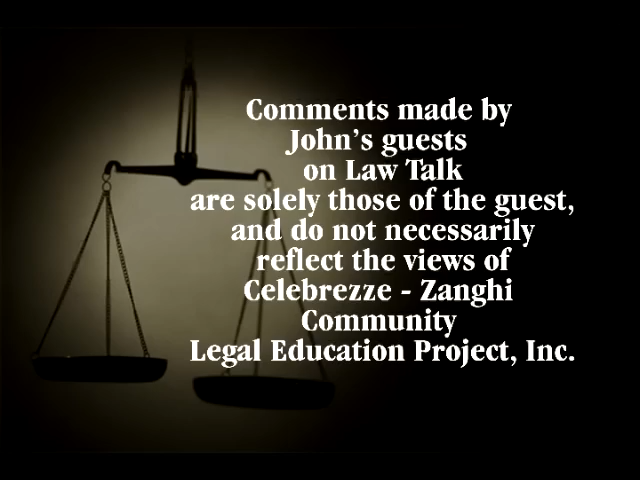 Comments made by
John's guests
on Law Talk
are solely those of the guest,
and do not necessarily
reflect the views of
Celebrezze - Zanghi
Community
Legal Education Project, Inc.